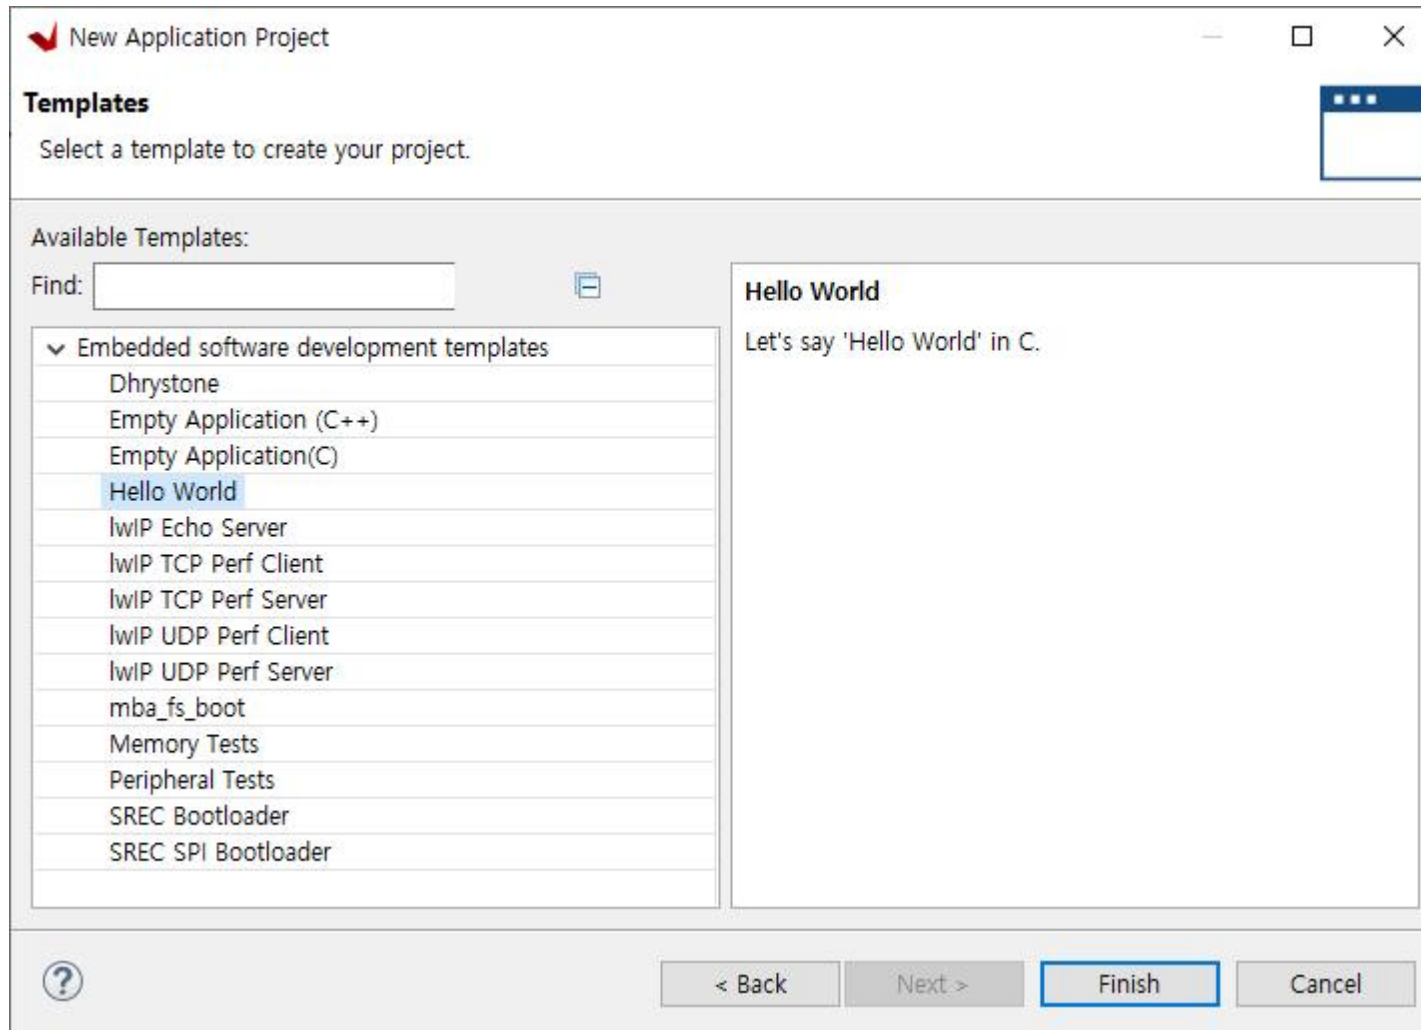 New Application Project
Templates
Select a template to create your project.
Available Templates:
Find:
Embedded software development templates
Dhrystone
Empty Application (C++)
Empty Application(C)
Hello World
lwIP Echo Server
lwIP TCP Perf Client
lwIP TCP Perf Server
lwIP UDP Perf Client
lwIP UDP Perf Server
mba_fs_boot
Memory Tests
Peripheral Tests
SREC Bootloader
SREC SPI Bootloader
Hello World
Let's say 'Hello World' in C.
?
< Back
Next >
Finish
Cancel